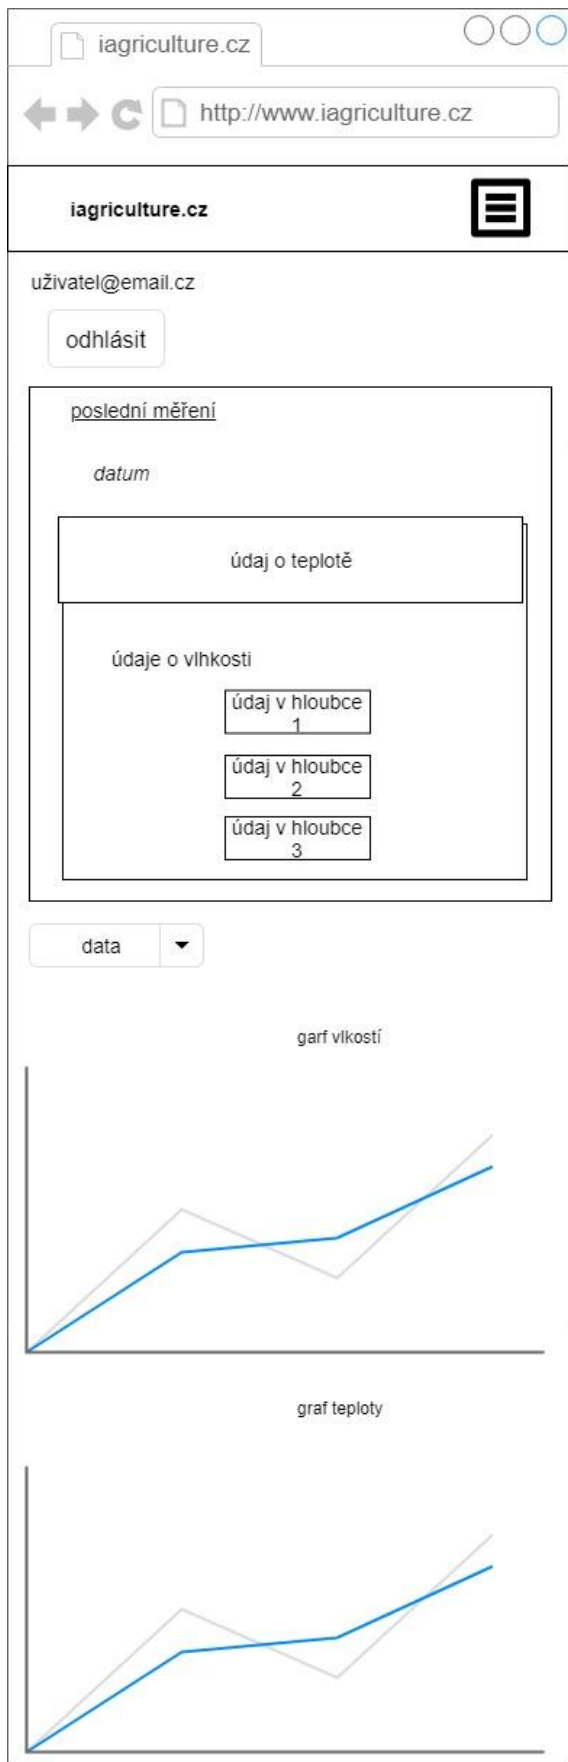 iagriculture.cz
http://www.iagriculture.cz
iagriculture.cz
uživatel@email.cz
odhlásit
poslední měření
datum
údaj o teplotě
údaje o vlhkosti
údaj v hloubce
1
údaj v hloubce
2
údaj v hloubce
3
data
garf vlkostí
graf teploty